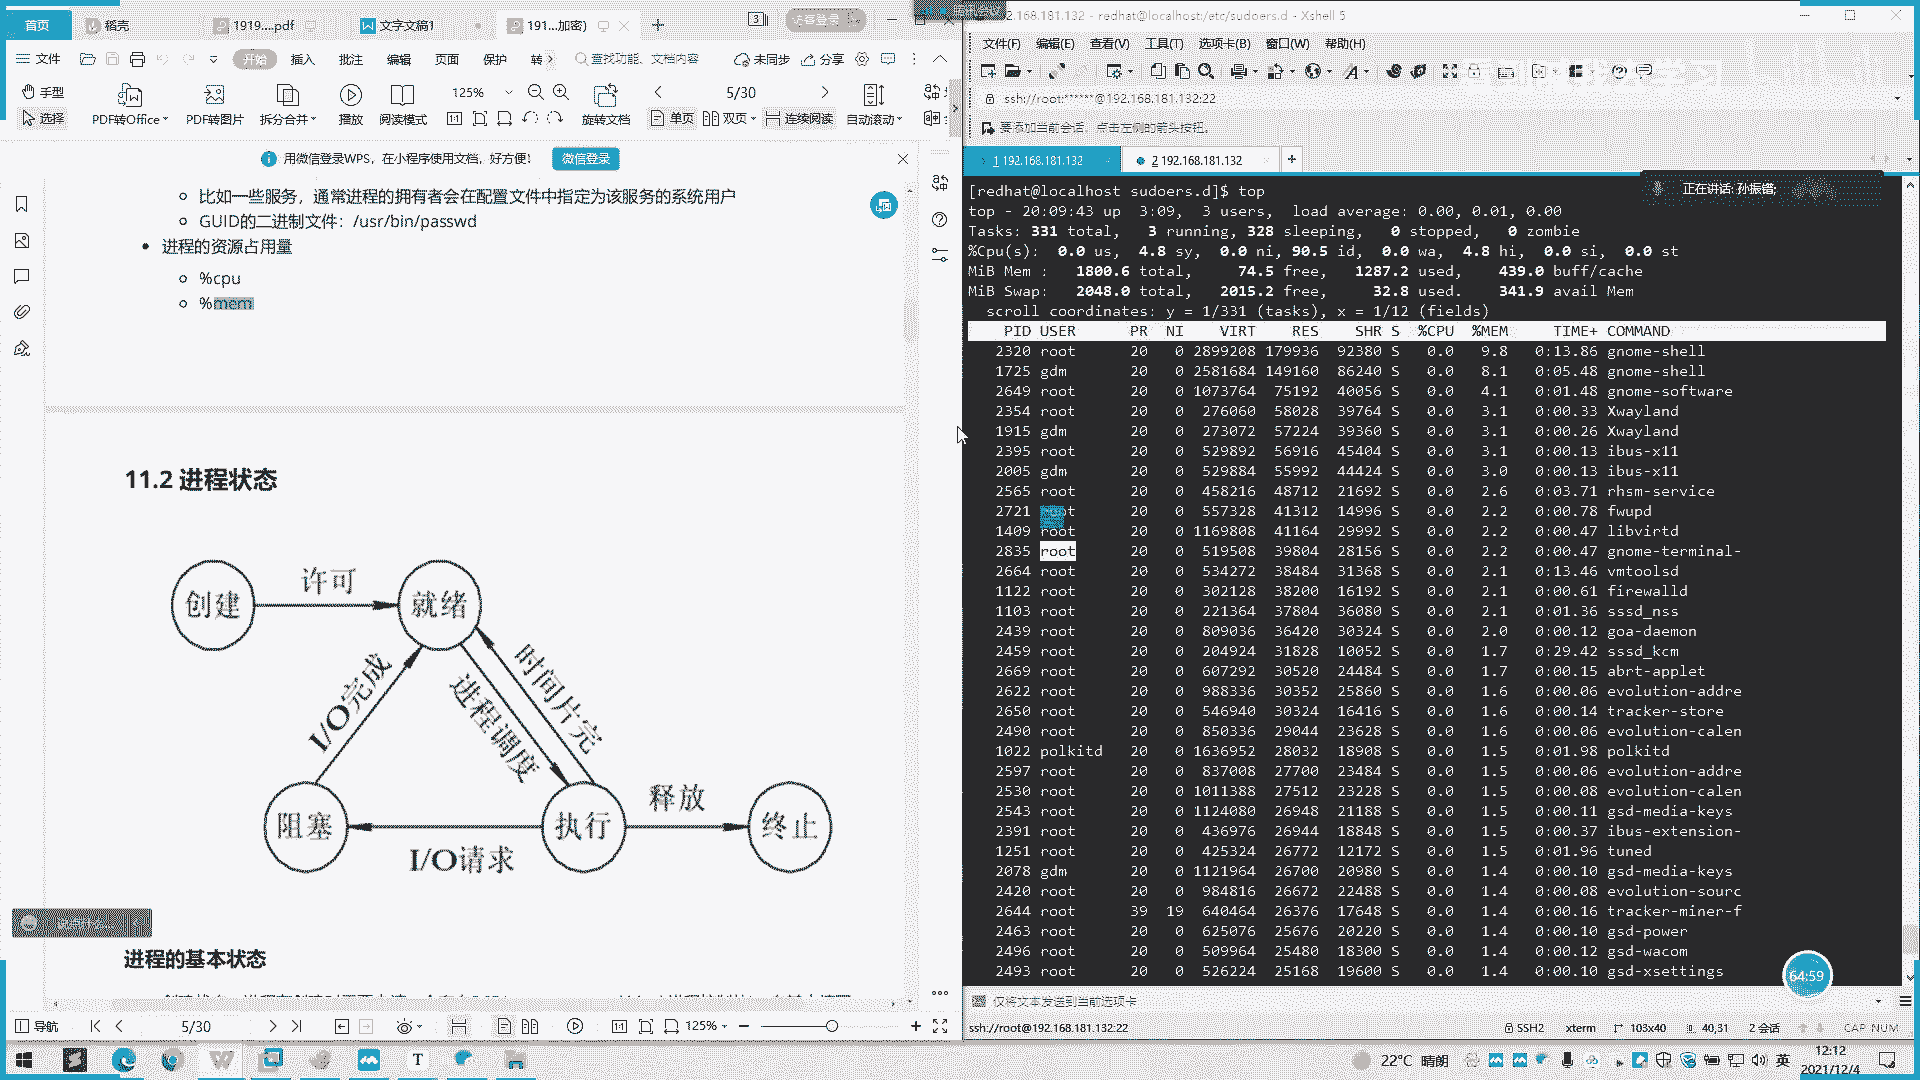 首页
稻壳
1919....pdf
文字文稿1
191...加密)
访客登录
文件
开始
插入
批注
编辑
页面
保护
转
查找功能、文档内容
未同步
分享
手型
选择
PDF转Office
PDF转图片
拆分合并
播放
阅读模式
125%
旋转文档
5/30
单页
双页
连续阅读
自动滚动
用微信登录WPS，在小程序使用文档，好方便！
微信登录
比如一些服务，通常进程的拥有者会在配置文件中指定为该服务的系统用户
GUID的二进制文件：/usr/bin/passwd
进程的资源占用量
%cpu
%mem
11.2 进程状态
创建
许可
就绪
I/O完成
进程调度
时间片完
阻塞
I/O请求
执行
释放
终止
进程的基本状态
导航
5/30
125%
192.168.181.132 - redhat@localhost:/etc/sudoers.d - Xshell 5
文件(F) 编辑(E) 查看(V) 工具(T) 选项卡(B) 窗口(W) 帮助(H)
ssh://root:******@192.168.181.132:22
要添加当前会话，点击左侧的箭头按钮。
1 192.168.181.132
2 192.168.181.132
正在讲话: 孙振锴;
[redhat@localhost sudoers.d]$ top
top - 20:09:43 up 3:09, 3 users, load average: 0.00, 0.01, 0.00
Tasks: 331 total, 3 running, 328 sleeping, 0 stopped, 0 zombie
%Cpu(s): 0.0 us, 4.8 sy, 0.0 ni, 90.5 id, 0.0 wa, 4.8 hi, 0.0 si, 0.0 st
MiB Mem : 1800.6 total, 74.5 free, 1287.2 used, 439.0 buff/cache
MiB Swap: 2048.0 total, 2015.2 free, 32.8 used. 341.9 avail Mem
scroll coordinates: y = 1/331 (tasks), x = 1/12 (fields)
PID USER PR NI VIRT RES SHR S %CPU %MEM TIME+ COMMAND
2320 root 20 0 2899208 179936 92380 S 0.0 9.8 0:13.86 gnome-shell
1725 gdm 20 0 2581684 149160 86240 S 0.0 8.1 0:05.48 gnome-shell
2649 root 20 0 1073764 75192 40056 S 0.0 4.1 0:01.48 gnome-software
2354 root 20 0 276060 58028 39764 S 0.0 3.1 0:00.33 Xwayland
1915 gdm 20 0 273072 57224 39360 S 0.0 3.1 0:00.26 Xwayland
2395 root 20 0 529892 56916 45404 S 0.0 3.1 0:00.13 ibus-x11
2005 gdm 20 0 529884 55992 44424 S 0.0 3.0 0:00.13 ibus-x11
2565 root 20 0 458216 48712 21692 S 0.0 2.6 0:03.71 rhsm-service
2721 root 20 0 557328 41312 14996 S 0.0 2.2 0:00.78 fwupd
1409 root 20 0 1169808 41164 29992 S 0.0 2.2 0:00.47 libvirtd
2835 root 20 0 519508 39804 28156 S 0.0 2.2 0:00.47 gnome-terminal-
2664 root 20 0 534272 38484 31368 S 0.0 2.1 0:13.46 vmtoolsd
1122 root 20 0 302128 38200 16192 S 0.0 2.1 0:00.61 firewalld
1103 root 20 0 221364 37804 36080 S 0.0 2.1 0:01.36 sssd_nss
2439 root 20 0 809036 36420 30324 S 0.0 2.0 0:00.12 goa-daemon
2459 root 20 0 204924 31828 10052 S 0.0 1.7 0:29.42 sssd_kcm
2669 root 20 0 607292 30520 24484 S 0.0 1.7 0:00.15 abrt-applet
2622 root 20 0 988336 30352 25860 S 0.0 1.6 0:00.06 evolution-addre
2650 root 20 0 546940 30324 16416 S 0.0 1.6 0:00.14 tracker-store
2490 root 20 0 850336 29044 23628 S 0.0 1.6 0:00.06 evolution-calen
1022 polkitd 20 0 1636952 28032 18908 S 0.0 1.5 0:01.98 polkitd
2597 root 20 0 837008 27700 23484 S 0.0 1.5 0:00.06 evolution-addre
2530 root 20 0 1011388 27512 23228 S 0.0 1.5 0:00.08 evolution-calen
2543 root 20 0 1124080 26948 21188 S 0.0 1.5 0:00.11 gsd-media-keys
2391 root 20 0 436976 26944 18848 S 0.0 1.5 0:00.37 ibus-extension-
1251 root 20 0 425324 26772 12172 S 0.0 1.5 0:01.96 tuned
2078 gdm 20 0 1121964 26700 20980 S 0.0 1.4 0:00.10 gsd-media-keys
2420 root 20 0 984816 26672 22488 S 0.0 1.4 0:00.08 evolution-sourc
2644 root 39 19 640464 26376 17648 S 0.0 1.4 0:00.16 tracker-miner-f
2463 root 20 0 625076 25676 20220 S 0.0 1.4 0:00.10 gsd-power
2496 root 20 0 509964 25480 18300 S 0.0 1.4 0:00.12 gsd-wacom
2493 root 20 0 526224 25168 19600 S 0.0 1.4 0:00.10 gsd-xsettings
64:59
仅将文本发送到当前选项卡
ssh://root@192.168.181.132:22
SSH2
xterm
103x40
40,31
2 会话
CAP NUM
22°C 晴朗
英
12:12
2021/12/4